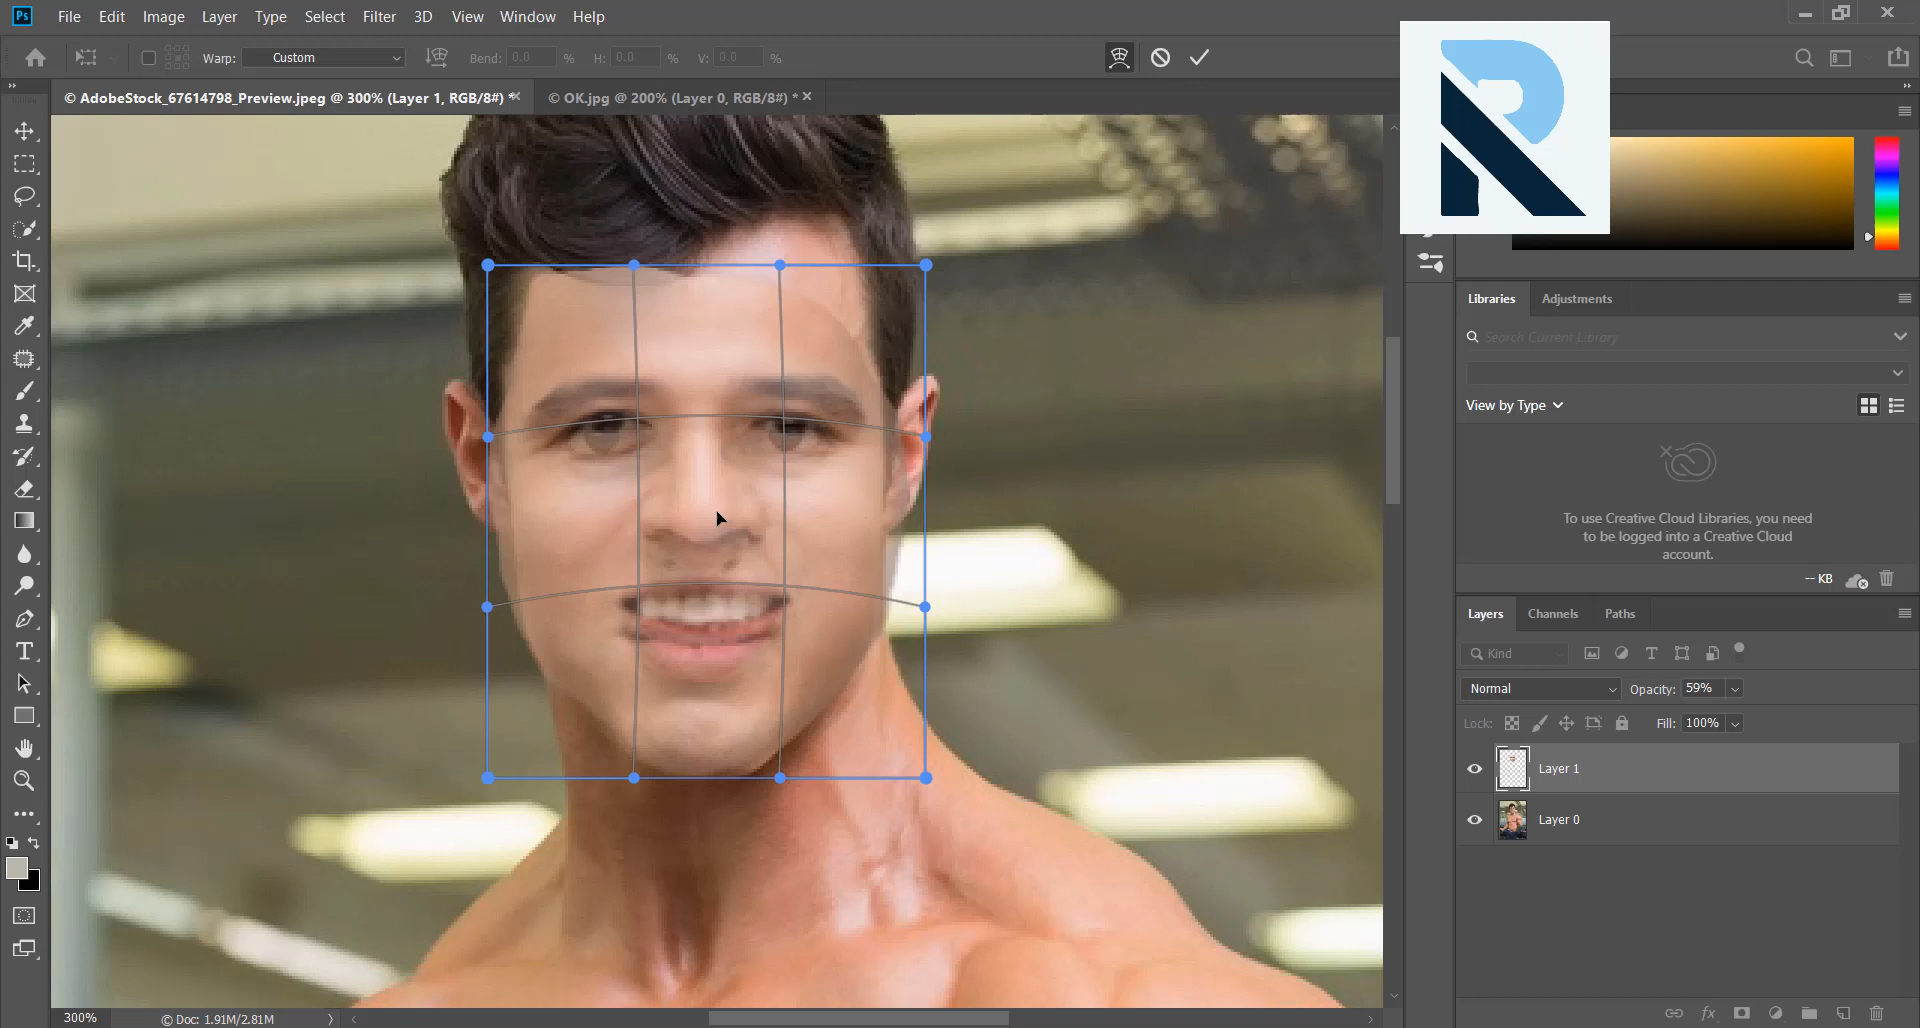 Ps File Edit Image Layer Type Select Filter 3D View Window Help
Warp: Custom Bend: 0.0 % H: 0.0 % V: 0.0 %
© AdobeStock_67614798_Preview.jpeg @ 300% (Layer 1, RGB/8#) *
© OK.jpg @ 200% (Layer 0, RGB/8#) *
Libraries Adjustments
Search Current Library
View by Type
To use Creative Cloud Libraries, you need
to be logged into a Creative Cloud
account.
-- KB
Layers Channels Paths
Kind
Normal Opacity: 59%
Lock: Fill: 100%
Layer 1
Layer 0
fx
300% © Doc: 1.91M/2.81M